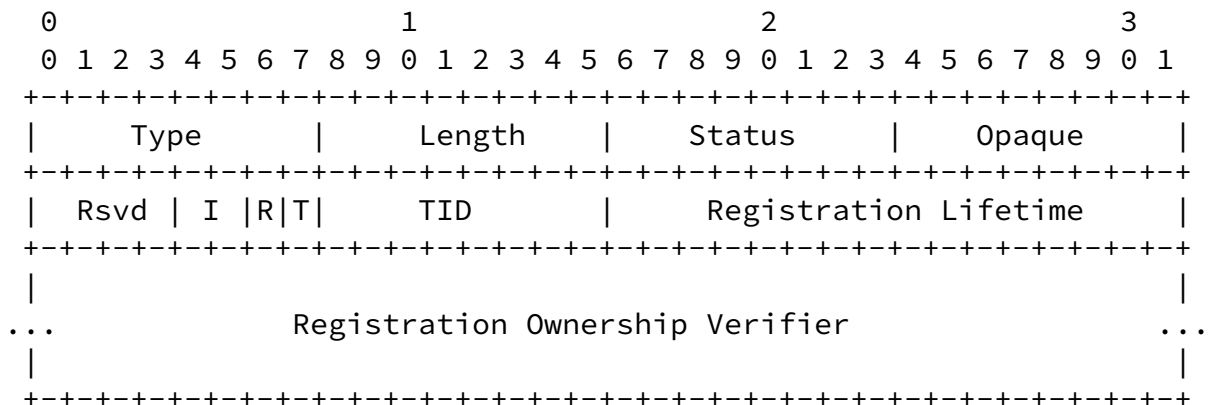 0                   1                   2                   3
 0 1 2 3 4 5 6 7 8 9 0 1 2 3 4 5 6 7 8 9 0 1 2 3 4 5 6 7 8 9 0 1
+-+-+-+-+-+-+-+-+-+-+-+-+-+-+-+-+-+-+-+-+-+-+-+-+-+-+-+-+-+-+-+-+
|     Type      |     Length    |    Status     |    Opaque     |
+-+-+-+-+-+-+-+-+-+-+-+-+-+-+-+-+-+-+-+-+-+-+-+-+-+-+-+-+-+-+-+-+
|  Rsvd | I |R|T|     TID       |     Registration Lifetime     |
+-+-+-+-+-+-+-+-+-+-+-+-+-+-+-+-+-+-+-+-+-+-+-+-+-+-+-+-+-+-+-+-+
|                                                               |
...             Registration Ownership Verifier                 ...
|                                                               |
+-+-+-+-+-+-+-+-+-+-+-+-+-+-+-+-+-+-+-+-+-+-+-+-+-+-+-+-+-+-+-+-+